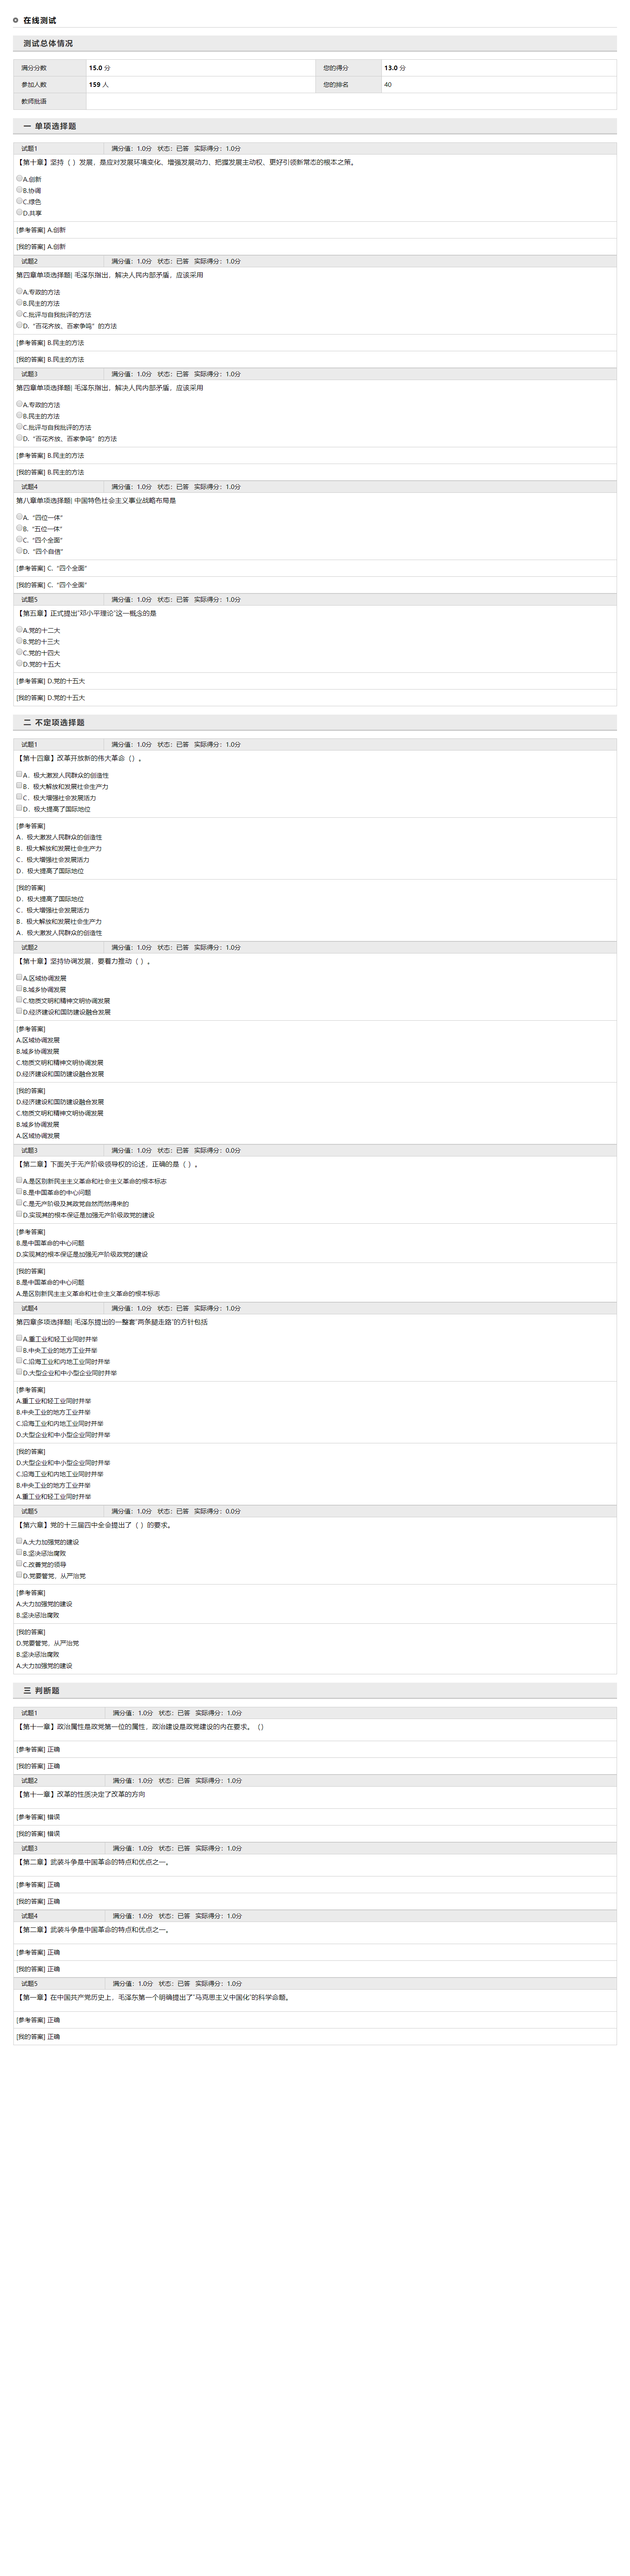 在线测试
测试总体情况
满分分数 15.0 分 您的得分 13.0 分
参加人数 159 人 您的排名 40
教师批语
一 单项选择题
试题1 满分值：1.0分 状态：已答 实际得分：1.0分
【第十章】坚持（ ）发展，是应对发展环境变化、增强发展动力、把握发展主动权、更好引领新常态的根本之策。
A.创新
B.协调
C.绿色
D.共享
[参考答案] A.创新
[我的答案] A.创新
试题2 满分值：1.0分 状态：已答 实际得分：1.0分
第四章单项选择题| 毛泽东指出，解决人民内部矛盾，应该采用
A.专政的方法
B.民主的方法
C.批评与自我批评的方法
D.“百花齐放、百家争鸣”的方法
[参考答案] B.民主的方法
[我的答案] B.民主的方法
试题3 满分值：1.0分 状态：已答 实际得分：1.0分
第四章单项选择题| 毛泽东指出，解决人民内部矛盾，应该采用
A.专政的方法
B.民主的方法
C.批评与自我批评的方法
D.“百花齐放、百家争鸣”的方法
[参考答案] B.民主的方法
[我的答案] B.民主的方法
试题4 满分值：1.0分 状态：已答 实际得分：1.0分
第八章单项选择题| 中国特色社会主义事业战略布局是
A.“四位一体”
B.“五位一体”
C.“四个全面”
D.“四个自信”
[参考答案] C.“四个全面”
[我的答案] C.“四个全面”
试题5 满分值：1.0分 状态：已答 实际得分：1.0分
【第五章】正式提出"邓小平理论"这一概念的是
A.党的十二大
B.党的十三大
C.党的十四大
D.党的十五大
[参考答案] D.党的十五大
[我的答案] D.党的十五大
二 不定项选择题
试题1 满分值：1.0分 状态：已答 实际得分：1.0分
【第十四章】改革开放新的伟大革命（）。
A．极大激发人民群众的创造性
B．极大解放和发展社会生产力
C．极大增强社会发展活力
D．极大提高了国际地位
[参考答案]
A．极大激发人民群众的创造性
B．极大解放和发展社会生产力
C．极大增强社会发展活力
D．极大提高了国际地位
[我的答案]
D．极大提高了国际地位
C．极大增强社会发展活力
B．极大解放和发展社会生产力
A．极大激发人民群众的创造性
试题2 满分值：1.0分 状态：已答 实际得分：1.0分
【第十章】坚持协调发展，要着力推动（ ）。
A.区域协调发展
B.城乡协调发展
C.物质文明和精神文明协调发展
D.经济建设和国防建设融合发展
[参考答案]
A.区域协调发展
B.城乡协调发展
C.物质文明和精神文明协调发展
D.经济建设和国防建设融合发展
[我的答案]
D.经济建设和国防建设融合发展
C.物质文明和精神文明协调发展
B.城乡协调发展
A.区域协调发展
试题3 满分值：1.0分 状态：已答 实际得分：0.0分
【第二章】下面关于无产阶级领导权的论述，正确的是（ ）。
A.是区别新民主主义革命和社会主义革命的根本标志
B.是中国革命的中心问题
C.是无产阶级及其政党自然而然得来的
D.实现其的根本保证是加强无产阶级政党的建设
[参考答案]
B.是中国革命的中心问题
D.实现其的根本保证是加强无产阶级政党的建设
[我的答案]
B.是中国革命的中心问题
A.是区别新民主主义革命和社会主义革命的根本标志
试题4 满分值：1.0分 状态：已答 实际得分：1.0分
第四章多项选择题| 毛泽东提出的一整套"两条腿走路"的方针包括
A.重工业和轻工业同时并举
B.中央工业的地方工业并举
C.沿海工业和内地工业同时并举
D.大型企业和中小型企业同时并举
[参考答案]
A.重工业和轻工业同时并举
B.中央工业的地方工业并举
C.沿海工业和内地工业同时并举
D.大型企业和中小型企业同时并举
[我的答案]
D.大型企业和中小型企业同时并举
C.沿海工业和内地工业同时并举
B.中央工业的地方工业并举
A.重工业和轻工业同时并举
试题5 满分值：1.0分 状态：已答 实际得分：0.0分
【第六章】党的十三届四中全会提出了（ ）的要求。
A.大力加强党的建设
B.坚决惩治腐败
C.改善党的领导
D.党要管党，从严治党
[参考答案]
A.大力加强党的建设
B.坚决惩治腐败
[我的答案]
D.党要管党，从严治党
B.坚决惩治腐败
A.大力加强党的建设
三 判断题
试题1 满分值：1.0分 状态：已答 实际得分：1.0分
【第十一章】政治属性是政党第一位的属性，政治建设是政党建设的内在要求。（）
[参考答案] 正确
[我的答案] 正确
试题2 满分值：1.0分 状态：已答 实际得分：1.0分
【第十一章】改革的性质决定了改革的方向
[参考答案] 错误
[我的答案] 错误
试题3 满分值：1.0分 状态：已答 实际得分：1.0分
【第二章】武装斗争是中国革命的特点和优点之一。
[参考答案] 正确
[我的答案] 正确
试题4 满分值：1.0分 状态：已答 实际得分：1.0分
【第二章】武装斗争是中国革命的特点和优点之一。
[参考答案] 正确
[我的答案] 正确
试题5 满分值：1.0分 状态：已答 实际得分：1.0分
【第一章】在中国共产党历史上，毛泽东第一个明确提出了"马克思主义中国化"的科学命题。
[参考答案] 正确
[我的答案] 正确